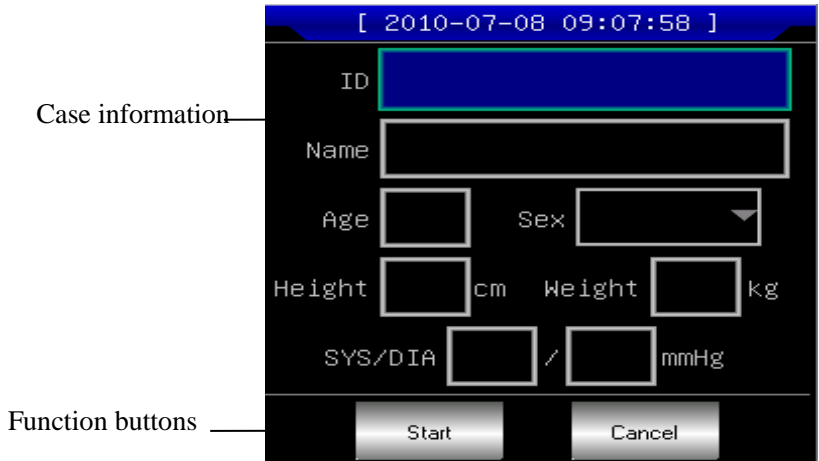 [ 2010-07-08 09:07:58 ]
ID
Case information
Name
Age Sex
Height cm Weight kg
SYS/DIA / mmHg
Function buttons
Start Cancel